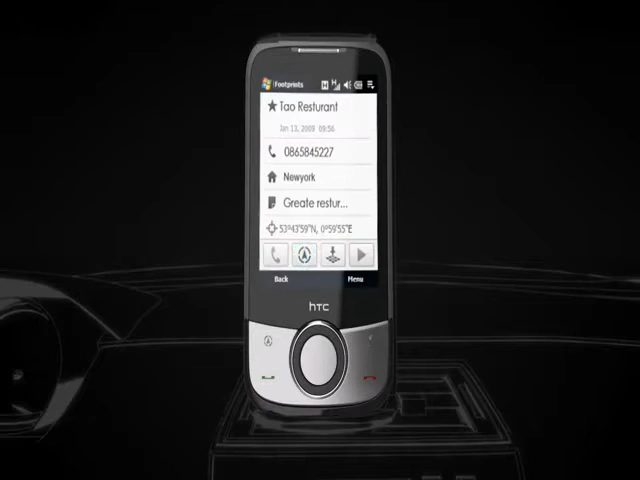 Footprints
H H
Tao Resturant
Jan 13, 2009 09:56
0865845227
Newyork
Greate restur...
53°43'59"N, 0°59'55"E
Back Menu
hTC